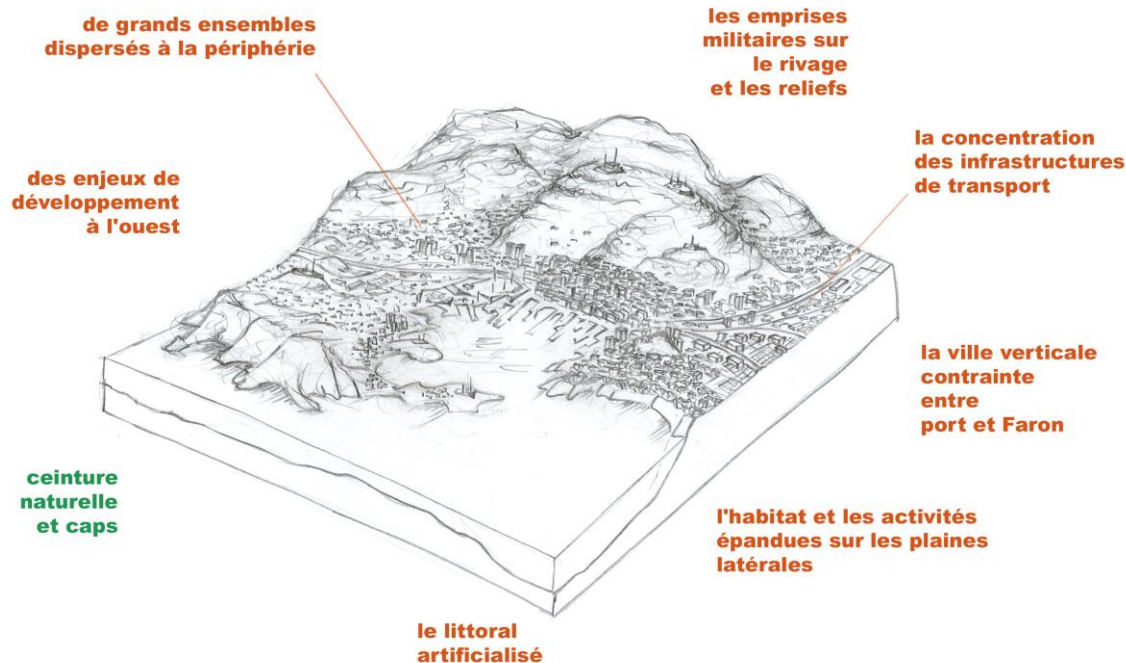 de grands ensembles
dispersés à la périphérie
les emprises
militaires sur
le rivage
et les reliefs
la concentration
des infrastructures
de transport
des enjeux de
développement
à l'ouest
la ville verticale
contrainte
entre
port et Faron
ceinture
naturelle
et caps
l'habitat et les activités
épandues sur les plaines
latérales
le littoral
artificialisé